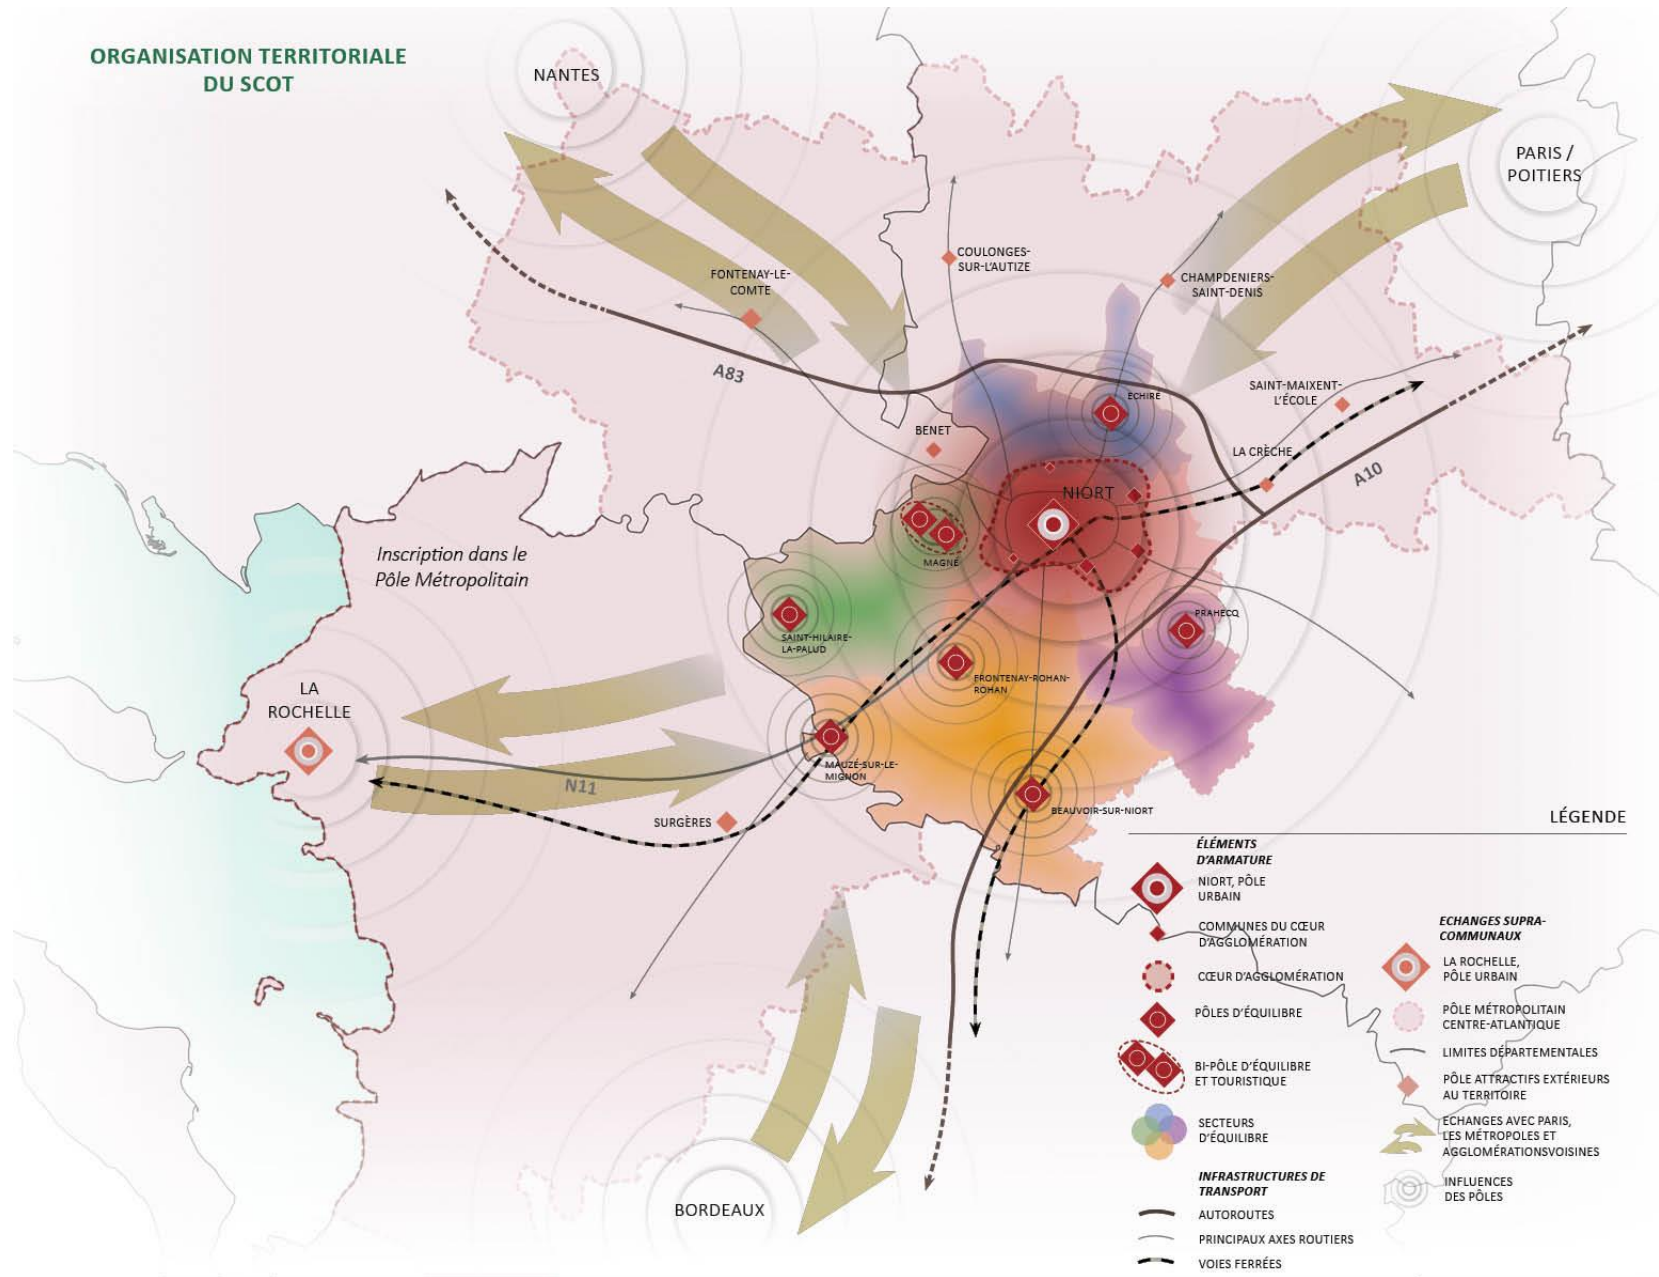 ORGANISATION TERRITORIALE
DU SCOT
NANTES
PARIS /
POITIERS
COULONGES-
SUR-L'AUTIZE
FONTENAY-LE-
COMTE
CHAMPDENIERS-
SAINT-DENIS
A83
SAINT-MAIXENT-
L'ÉCOLE
ECHIRE
BENET
LA CRÈCHE
A10
NIORT
Inscription dans le
Pôle Métropolitain
MAGNE
PRAHECQ
SAINT-HILAIRE-
LA-PALUD
FRONTENAY-ROHAN-
ROHAN
LA
ROCHELLE
MAUZÉ-SUR-LE-
MIGNON
N11
BEAUVOIR-SUR-NIORT
SURGÈRES
BORDEAUX
LÉGENDE
ÉLÉMENTS
D'ARMATURE
NIORT, PÔLE
URBAIN
COMMUNES DU CŒUR
D'AGGLOMÉRATION
CŒUR D'AGGLOMÉRATION
PÔLES D'ÉQUILIBRE
BI-PÔLE D'ÉQUILIBRE
ET TOURISTIQUE
SECTEURS
D'ÉQUILIBRE
INFRASTRUCTURES DE
TRANSPORT
AUTOROUTES
PRINCIPAUX AXES ROUTIERS
VOIES FERRÉES
ECHANGES SUPRA-
COMMUNAUX
LA ROCHELLE,
PÔLE URBAIN
PÔLE MÉTROPOLITAIN
CENTRE-ATLANTIQUE
LIMITES DÉPARTEMENTALES
PÔLE ATTRACTIFS EXTÉRIEURS
AU TERRITOIRE
ECHANGES AVEC PARIS,
LES MÉTROPOLES ET
AGGLOMÉRATIONSVOISINES
INFLUENCES
DES PÔLES